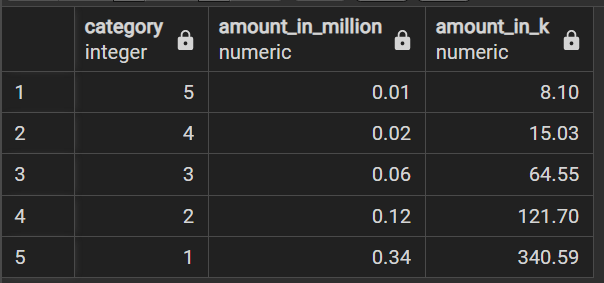 category amount_in_million amount_in_k
integer numeric numeric
1 5 0.01 8.10
2 4 0.02 15.03
3 3 0.06 64.55
4 2 0.12 121.70
5 1 0.34 340.59